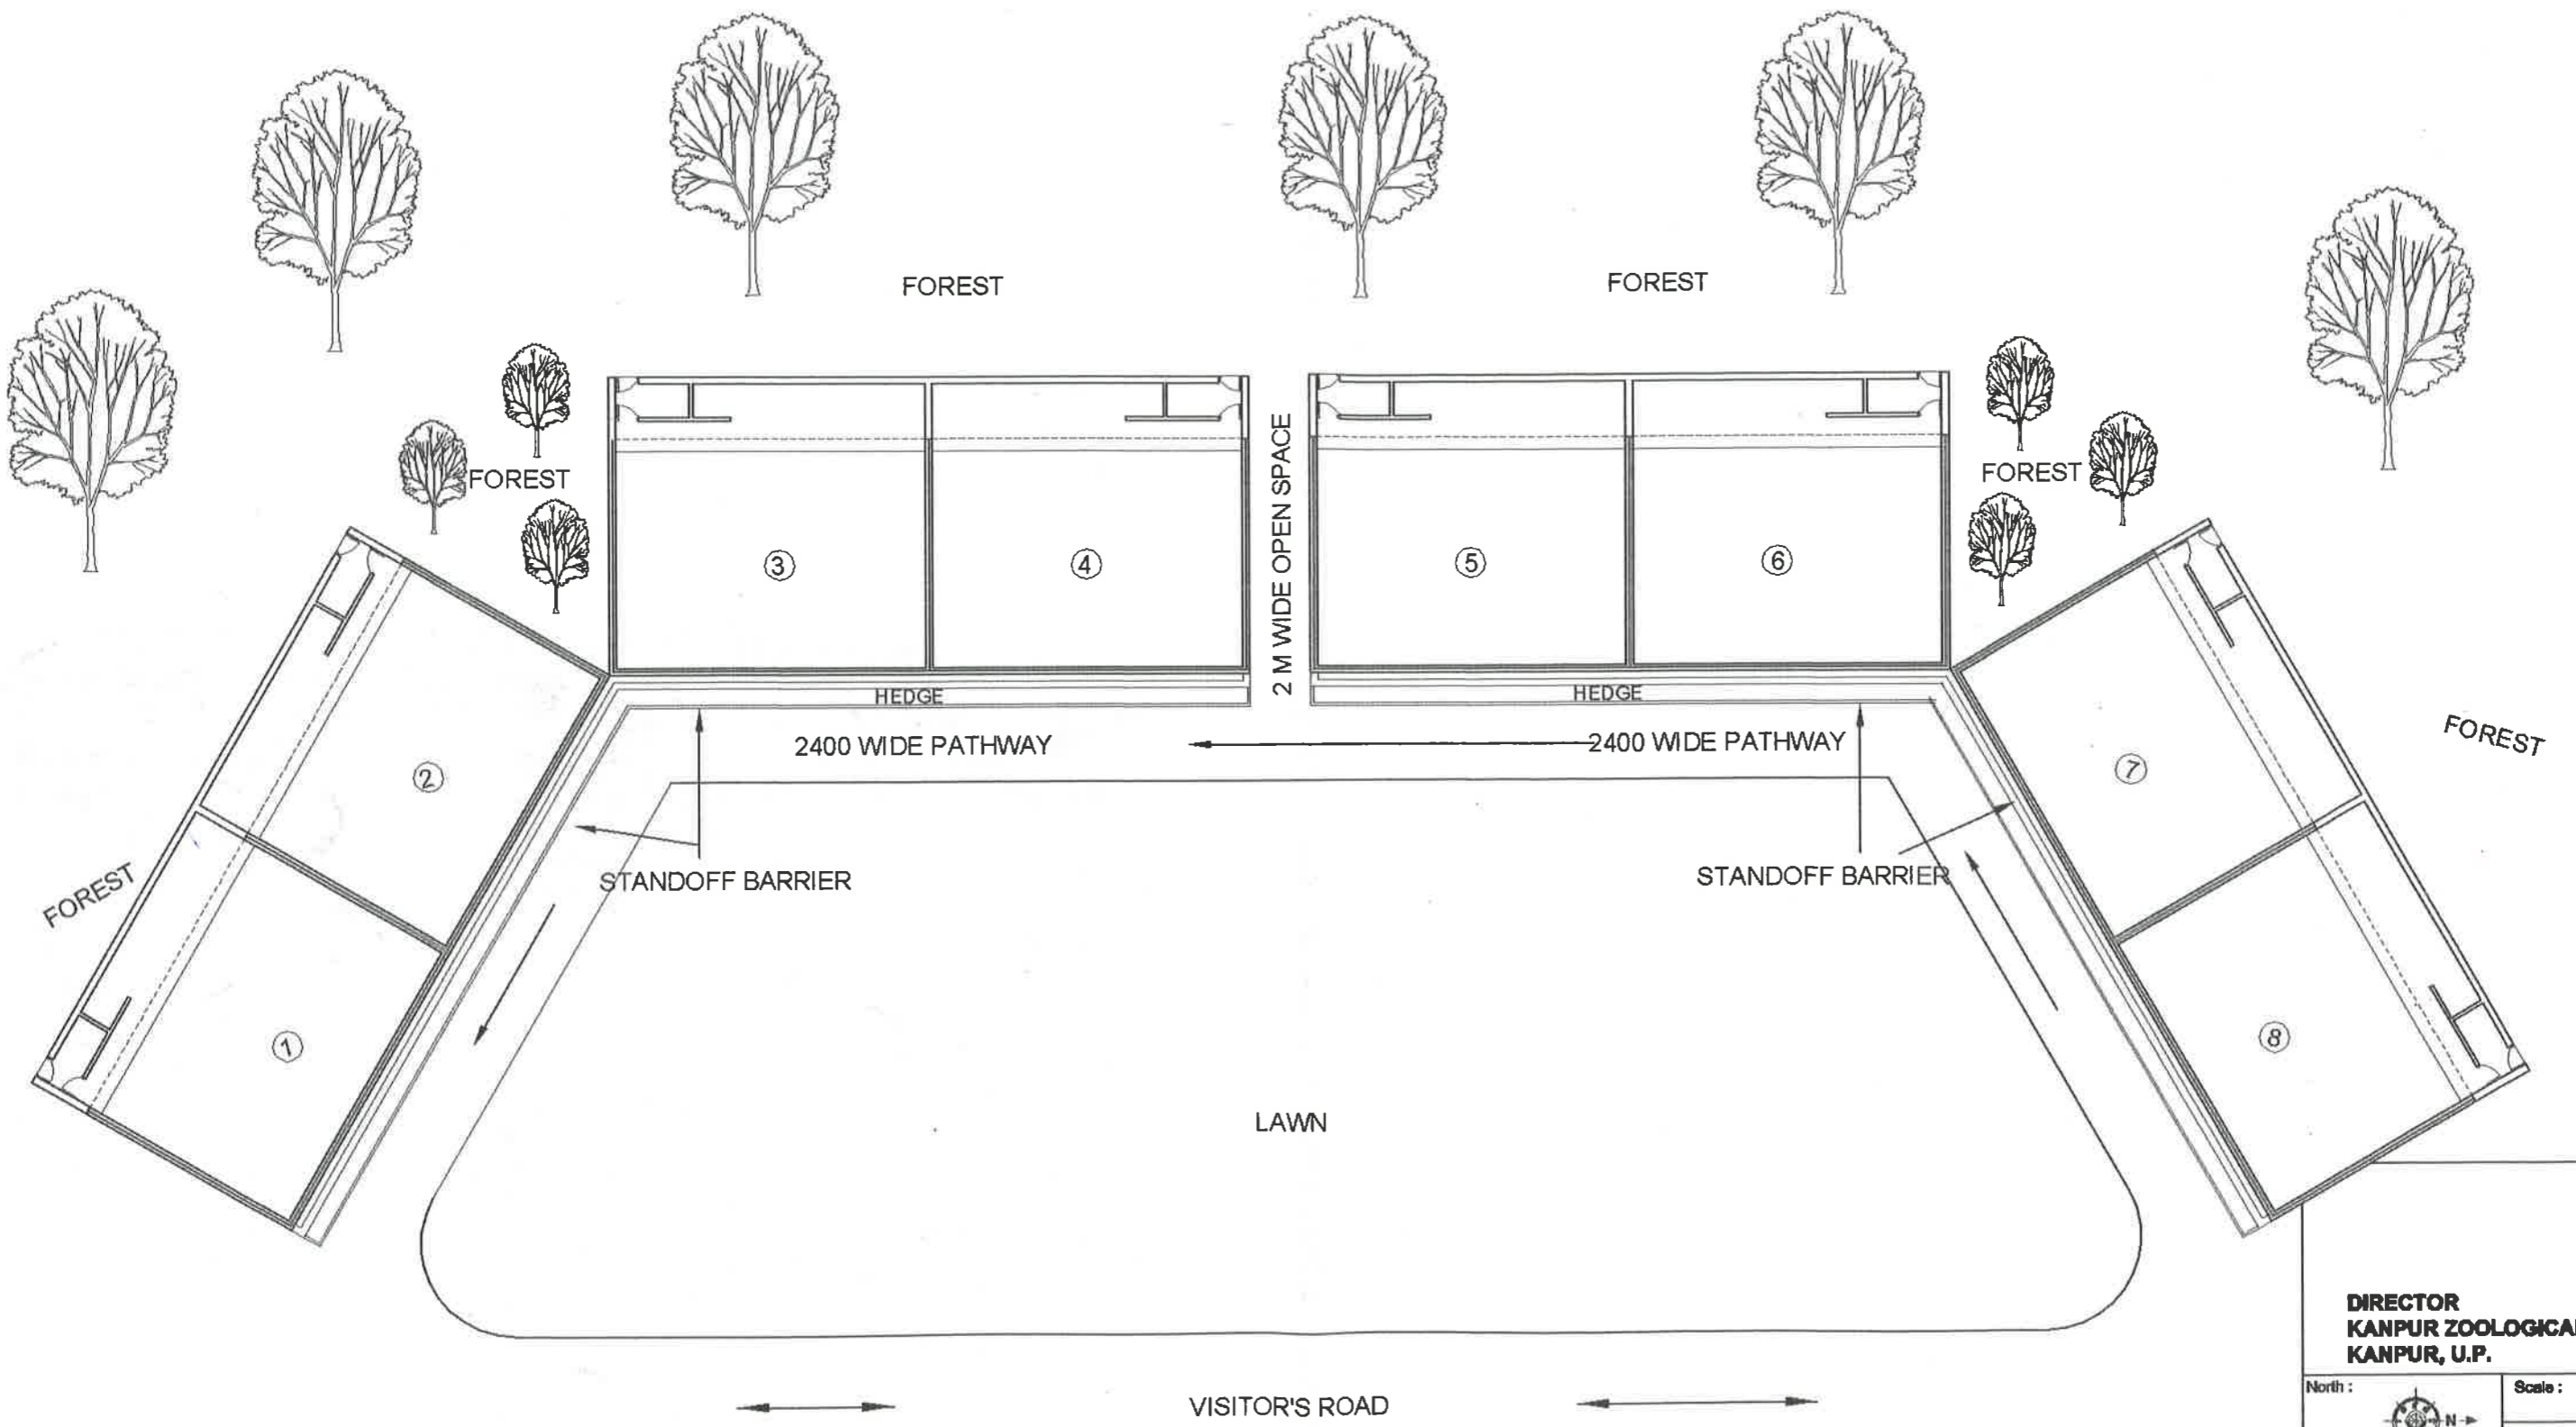 FOREST
FOREST
FOREST
FOREST
2 M WIDE OPEN SPACE
3
4
5
6
HEDGE
HEDGE
FOREST
2400 WIDE PATHWAY
2400 WIDE PATHWAY
2
7
STANDOFF BARRIER
STANDOFF BARRIER
FOREST
1
8
LAWN
DIRECTOR
KANPUR ZOOLOGICAL
KANPUR, U.P.
North :
Scale :
N
VISITOR'S ROAD